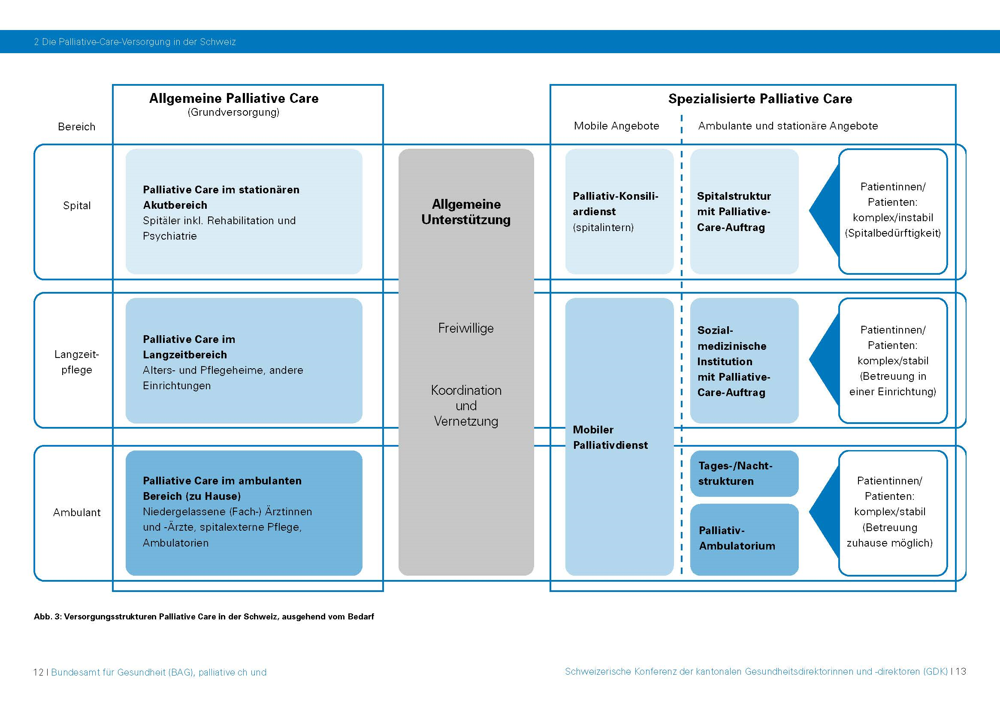 2 Die Palliative-Care-Versorgung in der Schweiz
Bereich
Allgemeine Palliative Care
(Grundversorgung)
Spezialisierte Palliative Care
Mobile Angebote
Ambulante und stationäre Angebote
Spital
Palliative Care im stationären
Akutbereich
Spitäler inkl. Rehabilitation und
Psychiatrie
Allgemeine
Unterstützung
Freiwillige
Koordination
und
Vernetzung
Palliativ-Konsili-
ardienst
(spitalintern)
Spitalstruktur
mit Palliative-
Care-Auftrag
Patientinnen/
Patienten:
komplex/instabil
(Spitalbedürftigkeit)
Langzeit-
pflege
Palliative Care im
Langzeitbereich
Alters- und Pflegeheime, andere
Einrichtungen
Mobiler
Palliativdienst
Sozial-
medizinische
Institution
mit Palliative-
Care-Auftrag
Patientinnen/
Patienten:
komplex/stabil
(Betreuung in
einer Einrichtung)
Ambulant
Palliative Care im ambulanten
Bereich (zu Hause)
Niedergelassene (Fach-) Ärztinnen
und -Ärzte, spitalexterne Pflege,
Ambulatorien
Tages-/Nacht-
strukturen
Palliativ-
Ambulatorium
Patientinnen/
Patienten:
komplex/stabil
(Betreuung
zuhause möglich)
Abb. 3: Versorgungsstrukturen Palliative Care in der Schweiz, ausgehend vom Bedarf
12 | Bundesamt für Gesundheit (BAG), palliative ch und
Schweizerische Konferenz der kantonalen Gesundheitsdirektorinnen und -direktoren (GDK) | 13